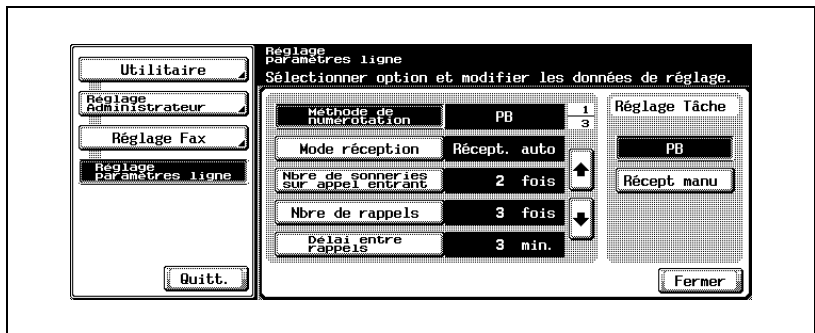 Réglage
paramètres ligne
Sélectionner option et modifier les données de réglage.
Utilitaire
Réglage
Administrateur
Réglage Fax
Réglage
paramètres ligne
Quitt.
Méthode de
numérotation
PB
1
3
Mode réception
Récept. auto
Nbre de sonneries
sur appel entrant
2 fois
Nbre de rappels
3 fois
Délai entre
rappels
3 min.
Réglage Tâche
PB
Récept manu
Fermer